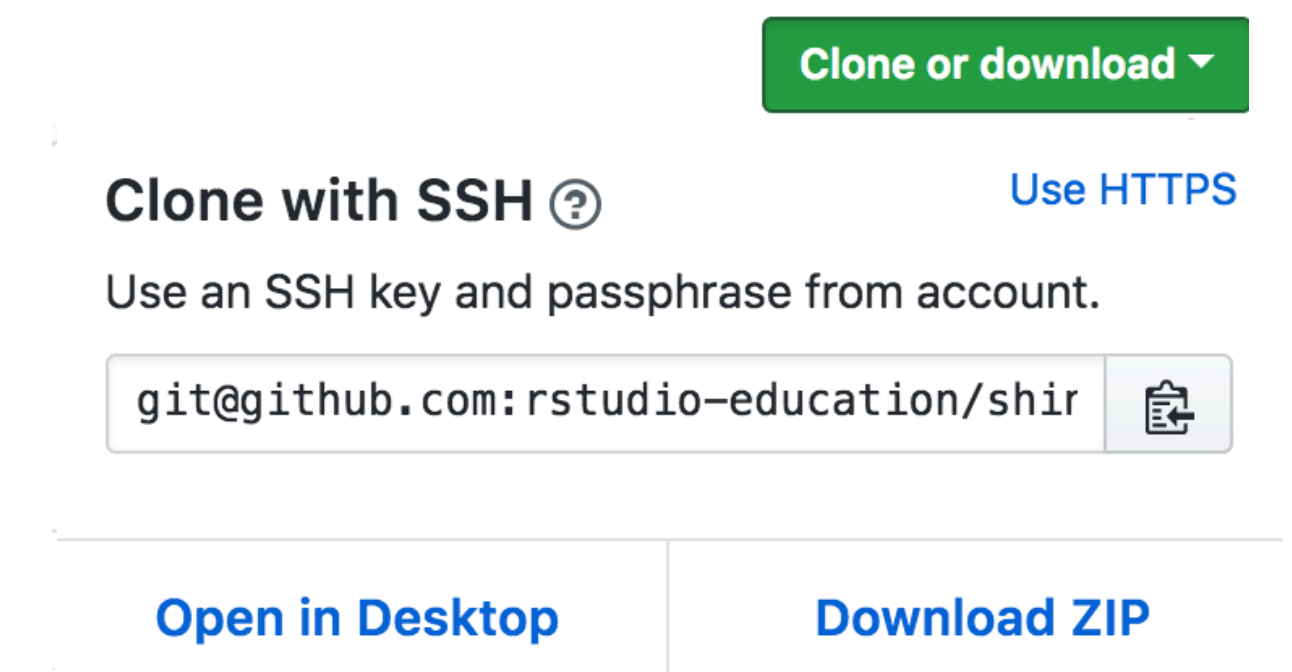 Clone or download
Clone with SSH ?
Use HTTPS
Use an SSH key and passphrase from account.
git@github.com:rstudio-education/shir
Open in Desktop
Download ZIP